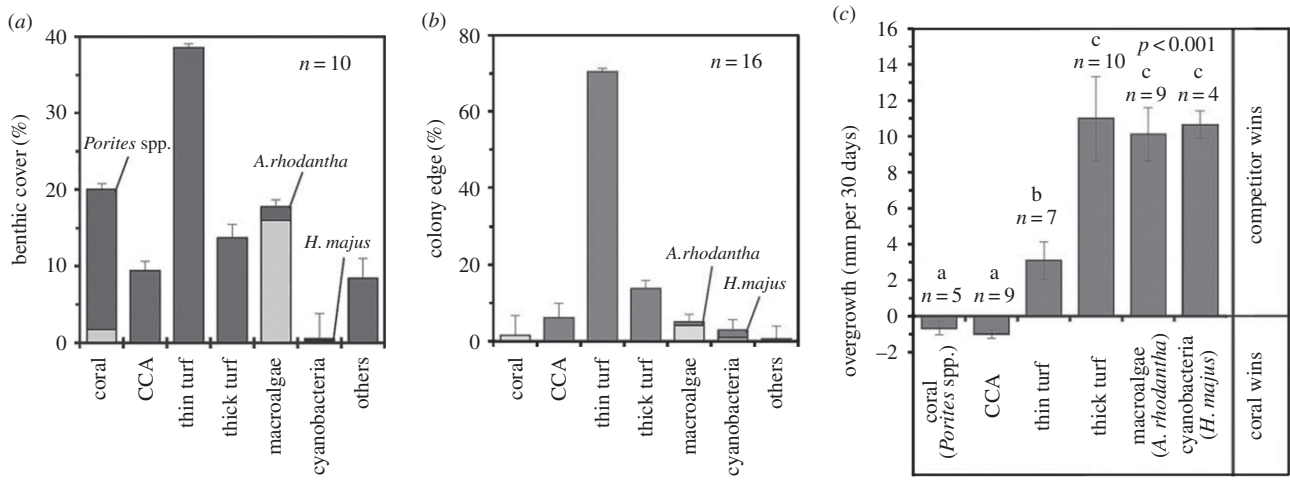 (a)
40
30
20
10
0
benthic cover (%)
n = 10
Porites spp.
A.rhodantha
H. majus
coral
CCA
thin turf
thick turf
macroalgae
cyanobacteria
others
(b)
80
60
40
20
0
colony edge (%)
n = 16
A.rhodantha
H.majus
coral
CCA
thin turf
thick turf
macroalgae
cyanobacteria
others
(c)
16
14
12
10
8
6
4
2
0
–2
overgrowth (mm per 30 days)
p < 0.001
a
n = 5
a
n = 9
b
n = 7
c
n = 10
c
n = 9
c
n = 4
coral
(Porites spp.)
CCA
thin turf
thick turf
macroalgae
(A. rhodantha)
cyanobacteria
(H. majus)
competitor wins
coral wins